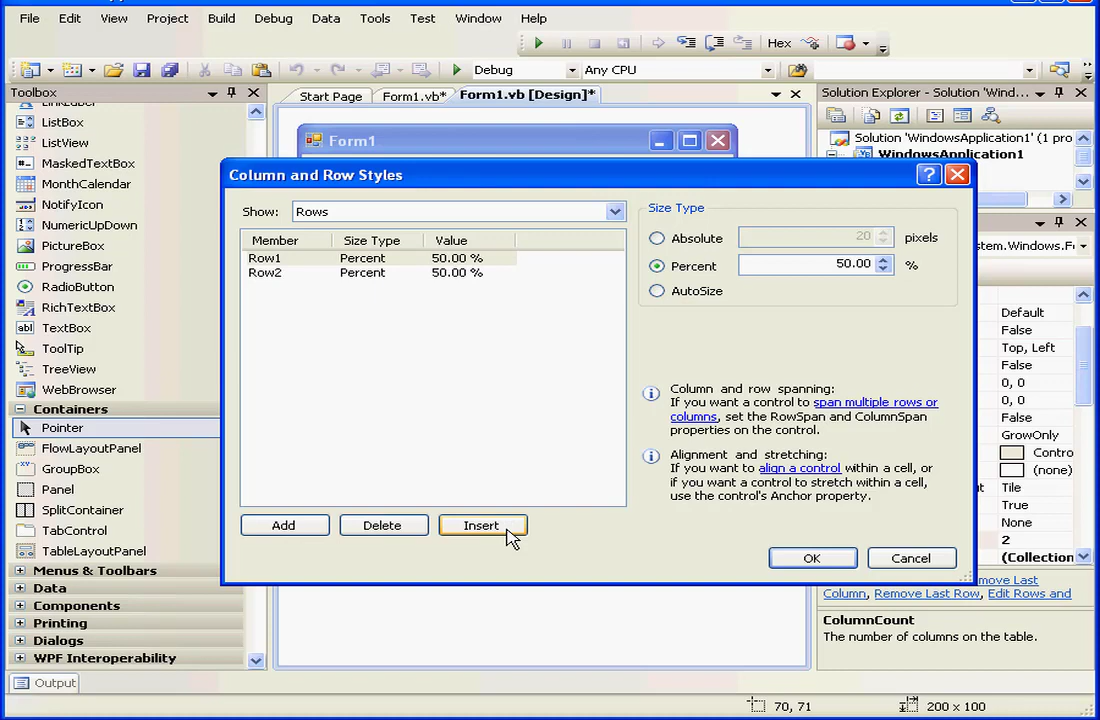 File Edit View Project Build Debug Data Tools Test Window Help
Hex
Debug Any CPU
Toolbox
Start Page Form1.vb* Form1.vb [Design]*
Solution Explorer - Solution 'Wind...
ListBox
ListView
MaskedTextBox
MonthCalendar
NotifyIcon
NumericUpDown
PictureBox
ProgressBar
RadioButton
RichTextBox
abl TextBox
ToolTip
TreeView
WebBrowser
Containers
Pointer
FlowLayoutPanel
GroupBox
Panel
SplitContainer
TabControl
TableLayoutPanel
Menus & Toolbars
Data
Components
Printing
Dialogs
WPF Interoperability
Output
Form1
Column and Row Styles
Show: Rows
Member Size Type Value
Row1 Percent 50.00 %
Row2 Percent 50.00 %
Add Delete Insert
Size Type
Absolute 20 pixels
Percent 50.00 %
AutoSize
Column and row spanning:
If you want a control to span multiple rows or
columns, set the RowSpan and ColumnSpan
properties on the control.
Alignment and stretching:
If you want to align a control within a cell, or
if you want a control to stretch within a cell,
use the control's Anchor property.
OK Cancel
Solution 'WindowsApplication1' (1 pro
WindowsApplication1
stem.Windows.Fo
Default
False
Top, Left
True
0, 0
0, 0
False
GrowOnly
Contro
(none)
t Tile
True
None
2
(Collection
move Last
Column, Remove Last Row, Edit Rows and
ColumnCount
The number of columns on the table.
70, 71
200 x 100